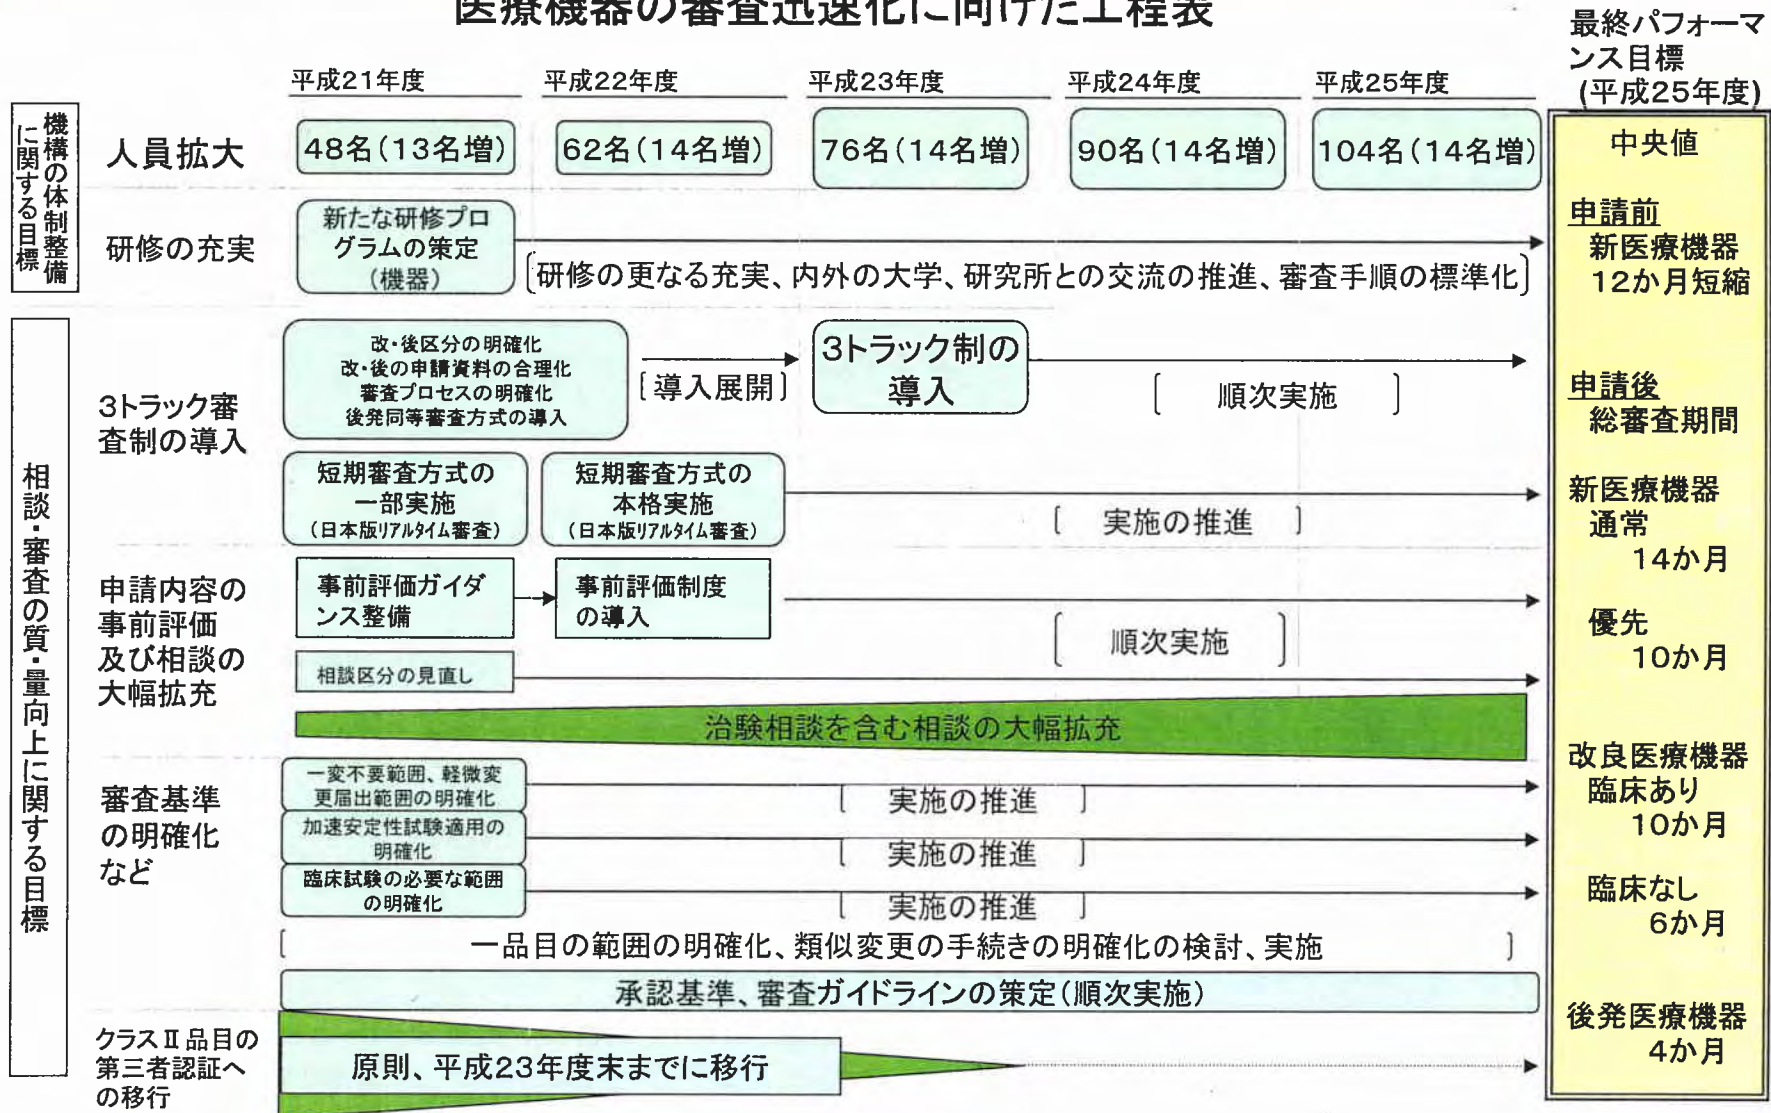 医療機器の審査迅速化に向けた工程表
最終パフォーマ
ンス目標
(平成25年度)
平成21年度
平成22年度
平成23年度
平成24年度
平成25年度
機構の体制整備
に関する目標
人員拡大
48名(13名増)
62名(14名増)
76名(14名増)
90名(14名増)
104名(14名増)
研修の充実
新たな研修プロ
グラムの策定
(機器)
〔研修の更なる充実、内外の大学、研究所との交流の推進、審査手順の標準化〕
相談・審査の質・量向上に関する目標
3トラック審
査制の導入
改・後区分の明確化
改・後の申請資料の合理化
審査プロセスの明確化
後発同等審査方式の導入
〔導入展開〕
3トラック制の
導入
〔 順次実施 〕
短期審査方式の
一部実施
(日本版リアルタイム審査)
短期審査方式の
本格実施
(日本版リアルタイム審査)
〔 実施の推進 〕
申請内容の
事前評価
及び相談の
大幅拡充
事前評価ガイダ
ンス整備
事前評価制度
の導入
〔 順次実施 〕
相談区分の見直し
治験相談を含む相談の大幅拡充
審査基準
の明確化
など
一変不要範囲、軽微変
更届出範囲の明確化
〔 実施の推進 〕
加速安定性試験適用の
明確化
〔 実施の推進 〕
臨床試験の必要な範囲
の明確化
〔 実施の推進 〕
〔 一品目の範囲の明確化、類似変更の手続きの明確化の検討、実施 〕
承認基準、審査ガイドラインの策定(順次実施)
クラスⅡ品目の
第三者認証へ
の移行
原則、平成23年度末までに移行
中央値
申請前
新医療機器
12か月短縮
申請後
総審査期間
新医療機器
通常
14か月
優先
10か月
改良医療機器
臨床あり
10か月
臨床なし
6か月
後発医療機器
4か月